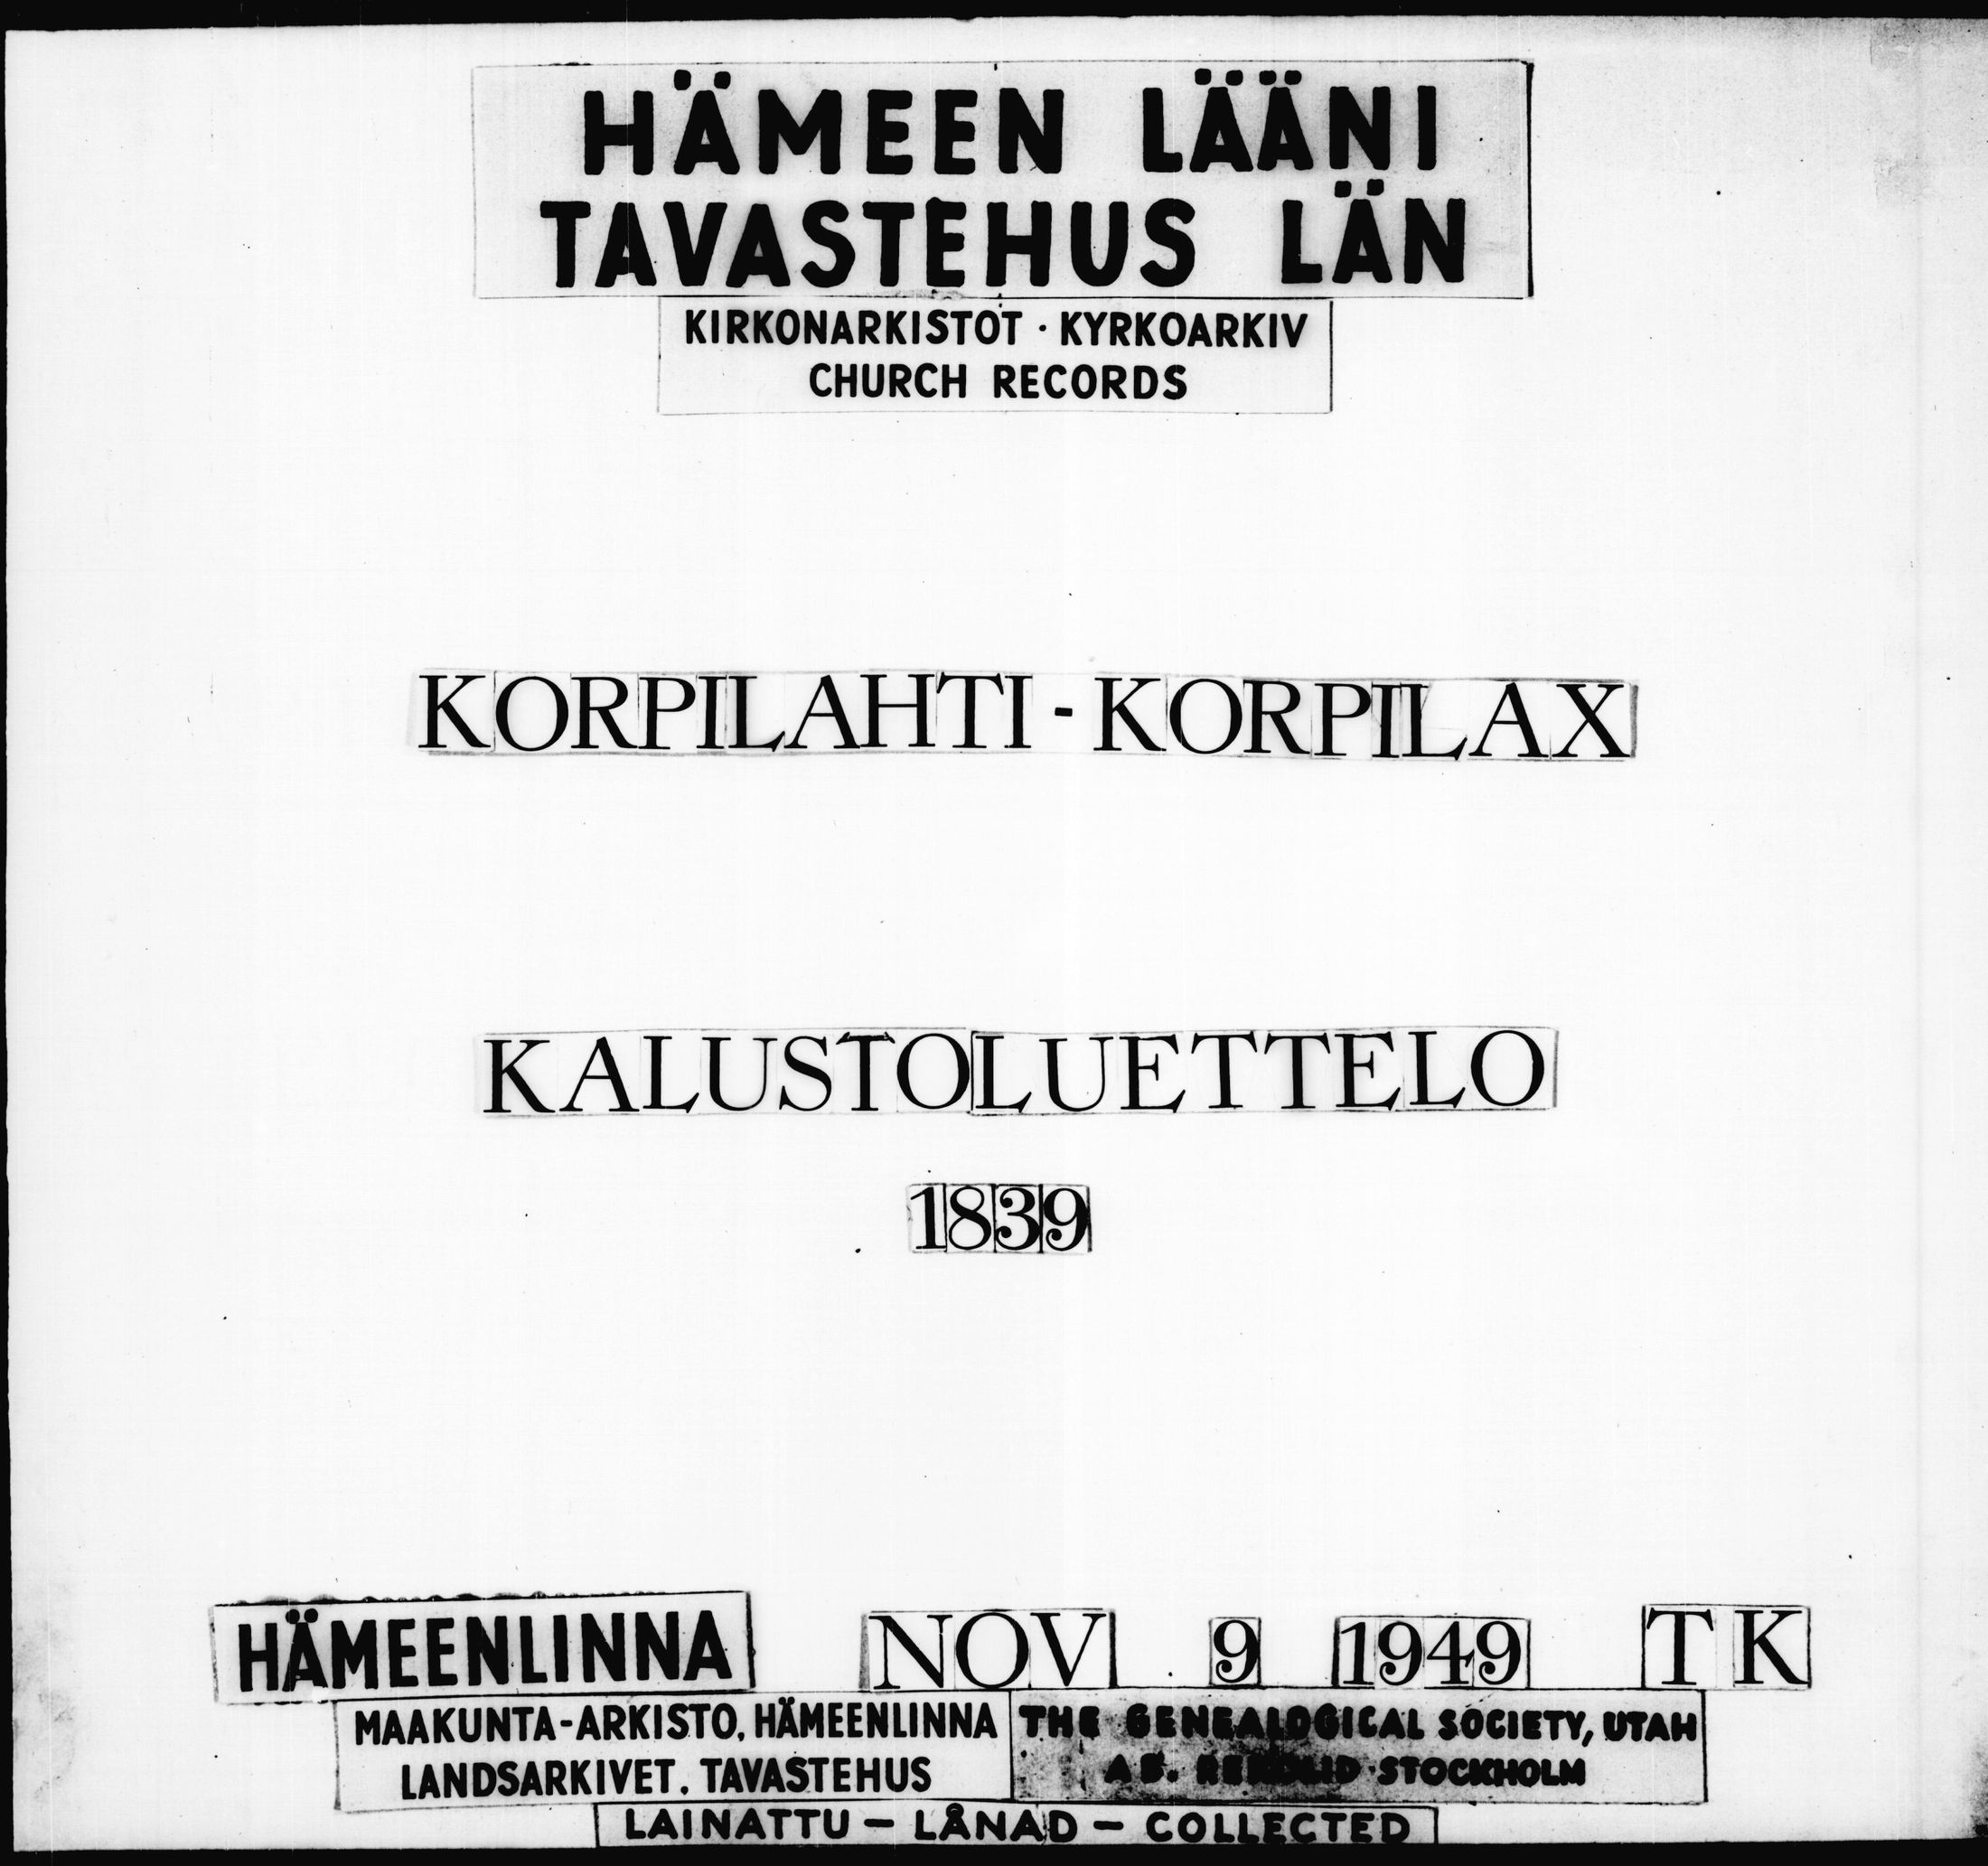 HÄMEEN LÄÄNI
TAVASTEHUS LÄN
KIRKONARKISTOT · KYRKOARKIV
CHURCH RECORDS
KORPILAHTI - KORPILAX
KALUSTOLUETTELO
1839
HÄMEENLINNA NOV 9 1949 TK
MAAKUNTA-ARKISTO, HÄMEENLINNA
LANDSARKIVET. TAVASTEHUS
THE GENEALOGICAL SOCIETY, UTAH
AB. STOCKHOLM
LAINATTU – LÅNAD – COLLECTED